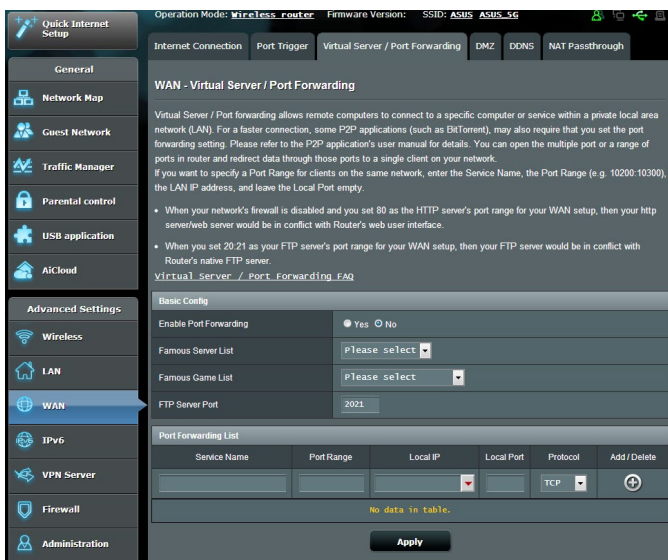 Quick Internet
Setup
Operation Mode: Wireless router Firmware Version: SSID: ASUS ASUS_5G
Internet Connection Port Trigger Virtual Server / Port Forwarding DMZ DDNS NAT Passthrough
General
Network Map
Guest Network
Traffic Manager
Parental control
USB application
AiCloud
Advanced Settings
Wireless
LAN
WAN
IPv6
VPN Server
Firewall
Administration
WAN - Virtual Server / Port Forwarding
Virtual Server / Port forwarding allows remote computers to connect to a specific computer or service within a private local area
network (LAN). For a faster connection, some P2P applications (such as BitTorrent), may also require that you set the port
forwarding setting. Please refer to the P2P application's user manual for details. You can open the multiple port or a range of
ports in router and redirect data through those ports to a single client on your network.
If you want to specify a Port Range for clients on the same network, enter the Service Name, the Port Range (e.g. 10200:10300),
the LAN IP address, and leave the Local Port empty.
• When your network's firewall is disabled and you set 80 as the HTTP server's port range for your WAN setup, then your http
server/web server would be in conflict with Router's web user interface.
• When you set 20:21 as your FTP server's port range for your WAN setup, then your FTP server would be in conflict with
Router's native FTP server.
Virtual Server / Port Forwarding FAQ
Basic Config
Enable Port Forwarding Yes No
Famous Server List Please select
Famous Game List Please select
FTP Server Port 2021
Port Forwarding List
Service Name Port Range Local IP Local Port Protocol Add / Delete
TCP
No data in table.
Apply